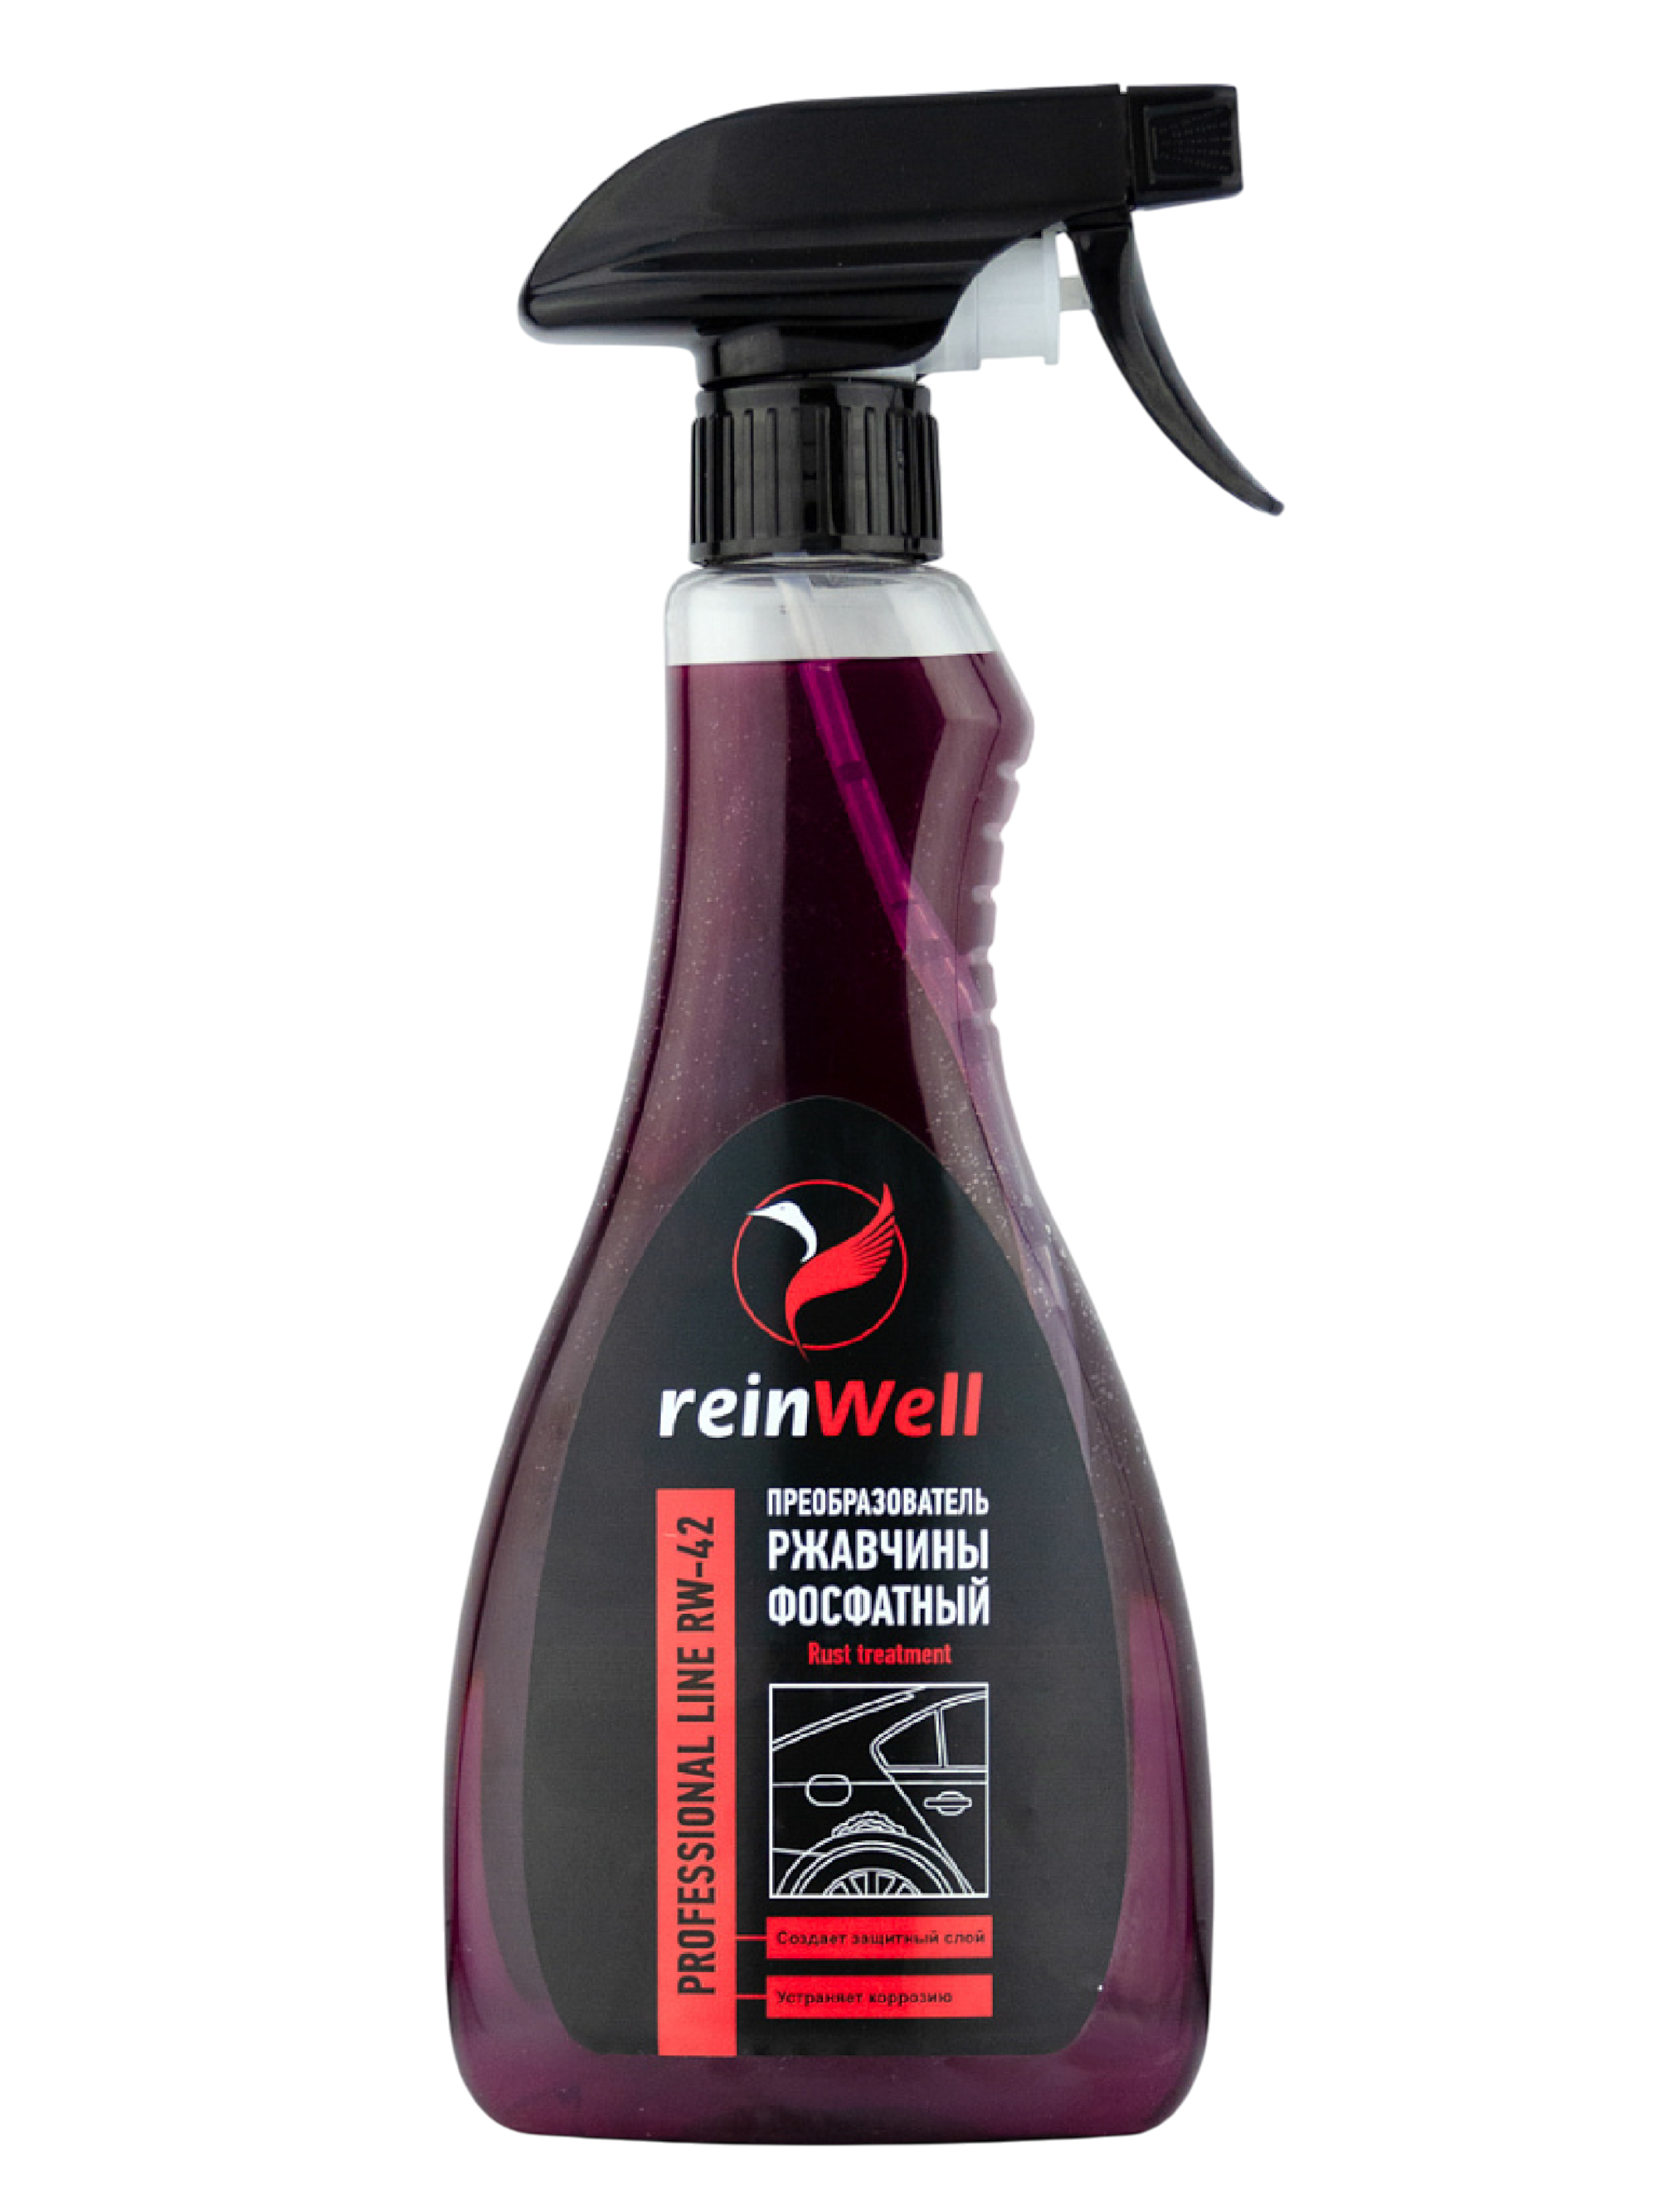 reinWell
PROFESSIONAL LINE RW-42
ПРЕОБРАЗОВАТЕЛЬ
РЖАВЧИНЫ
ФОСФАТНЫЙ
Rust treatment
Создает защитный слой
Устраняет коррозию